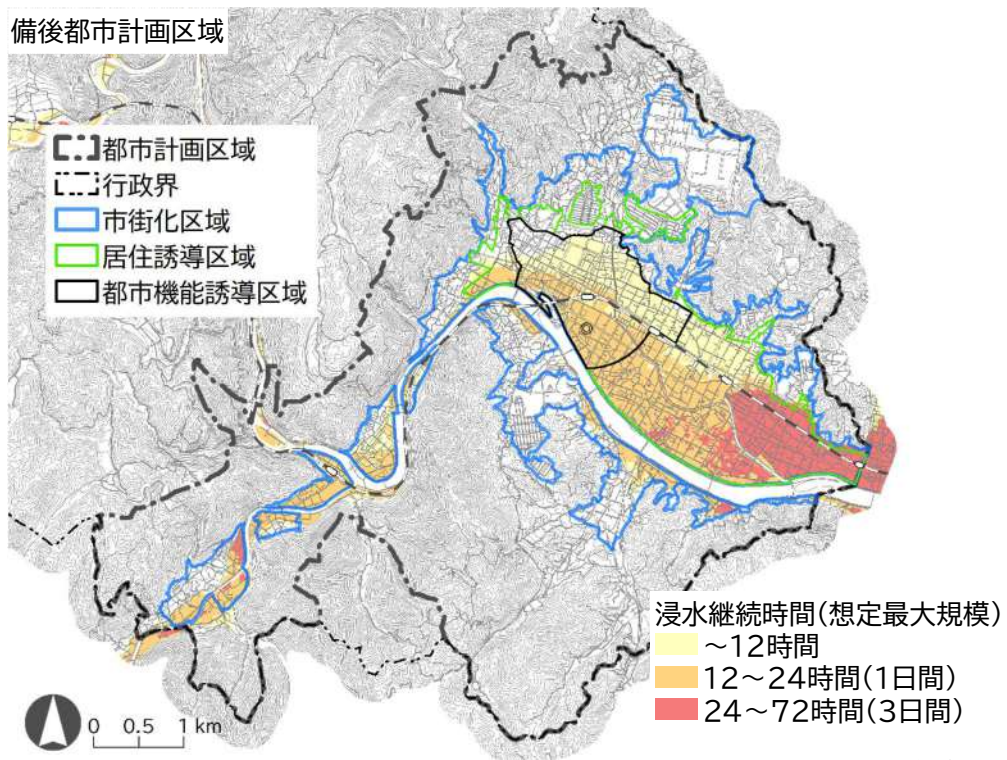 備後都市計画区域
都市計画区域
行政界
市街化区域
居住誘導区域
都市機能誘導区域
浸水継続時間(想定最大規模)
～12時間
12～24時間(1日間)
24～72時間(3日間)
0 0.5 1 km